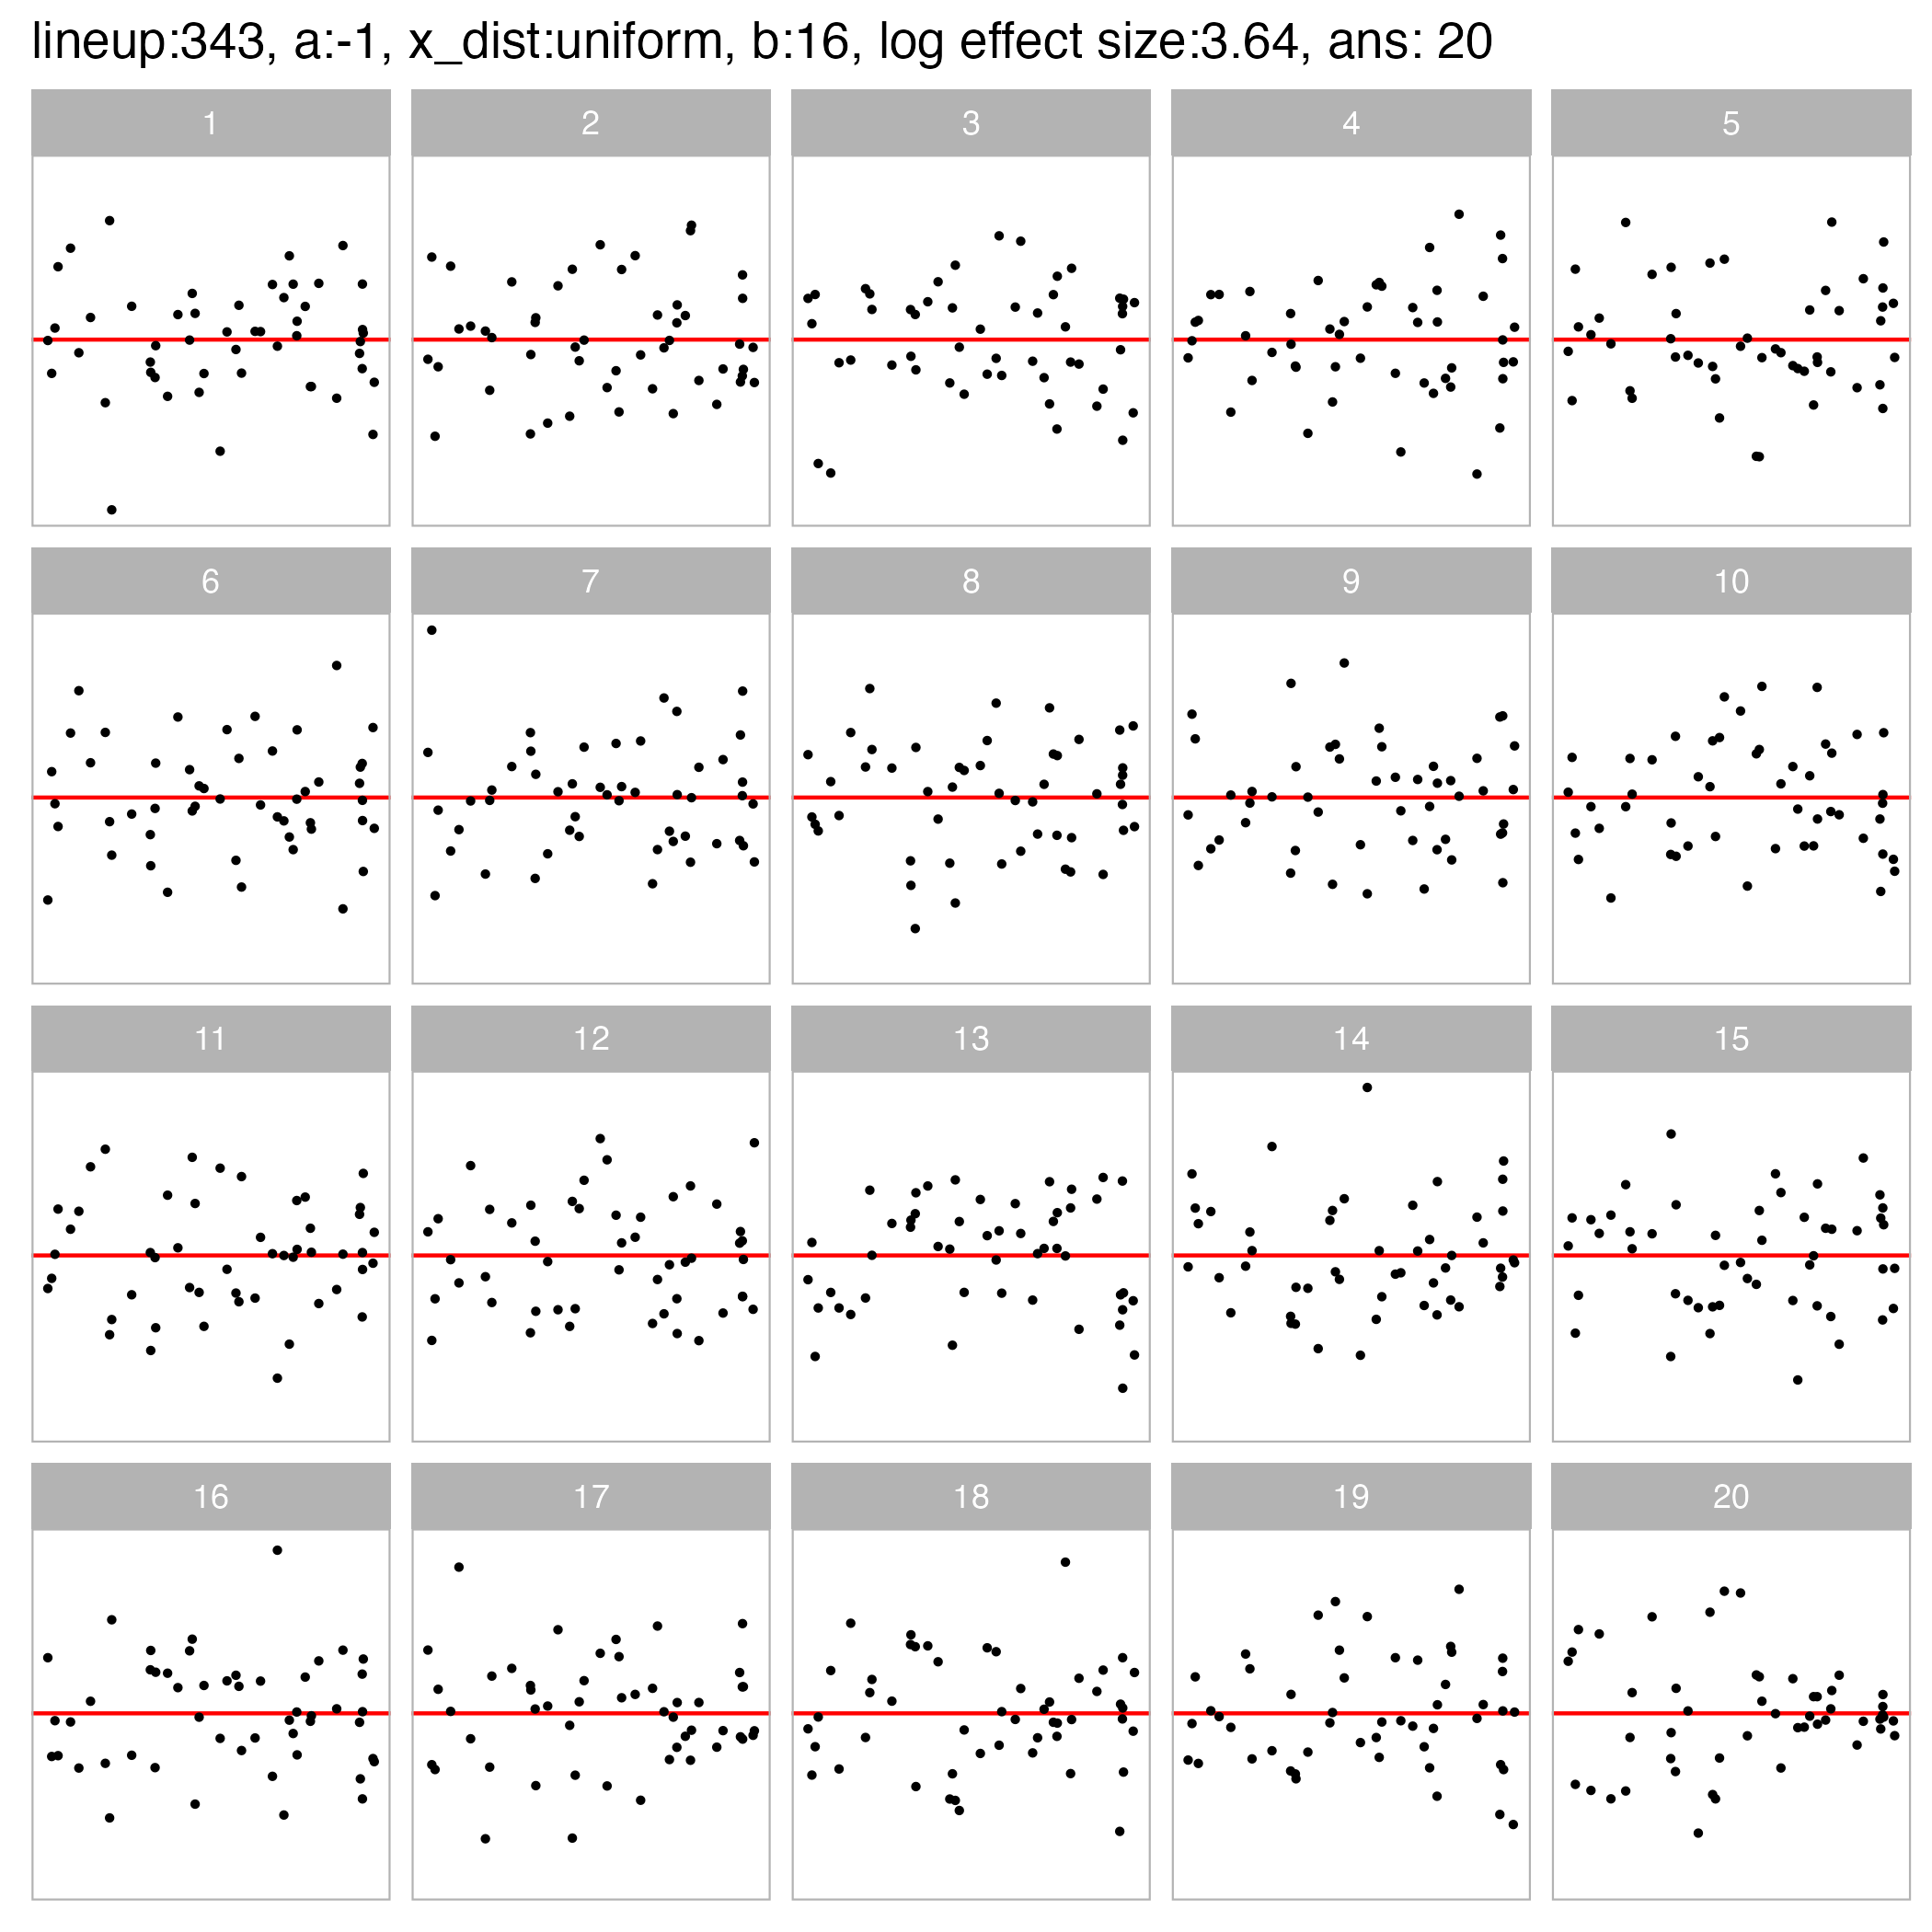 lineup:343, a:-1, x_dist:uniform, b:16, log effect size:3.64, ans: 20
1 2 3 4 5
6 7 8 9 10
11 12 13 14 15
16 17 18 19 20